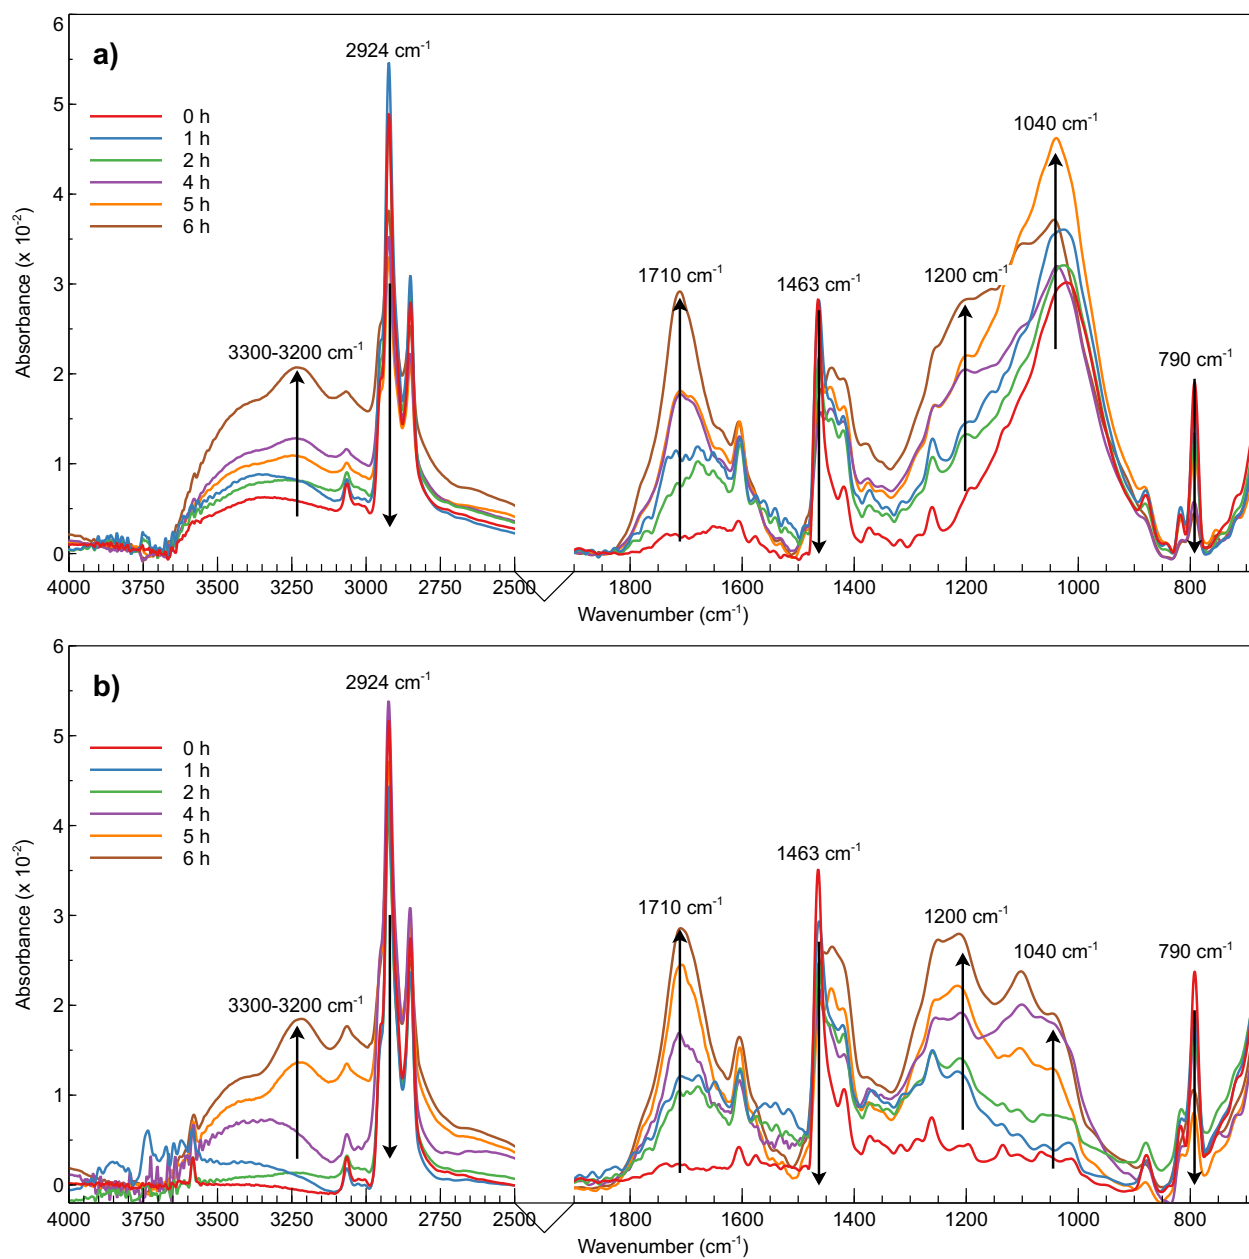 a)
2924 cm⁻¹
0 h
1 h
2 h
4 h
5 h
6 h
3300-3200 cm⁻¹
1710 cm⁻¹
1463 cm⁻¹
1200 cm⁻¹
1040 cm⁻¹
790 cm⁻¹
Absorbance (x 10⁻²)
6
5
4
3
2
1
0
4000 3750 3500 3250 3000 2750 2500 1800 1600 1400 1200 1000 800
Wavenumber (cm⁻¹)
b)
2924 cm⁻¹
0 h
1 h
2 h
4 h
5 h
6 h
3300-3200 cm⁻¹
1710 cm⁻¹
1463 cm⁻¹
1200 cm⁻¹
1040 cm⁻¹
790 cm⁻¹
Absorbance (x 10⁻²)
6
5
4
3
2
1
0
4000 3750 3500 3250 3000 2750 2500 1800 1600 1400 1200 1000 800
Wavenumber (cm⁻¹)